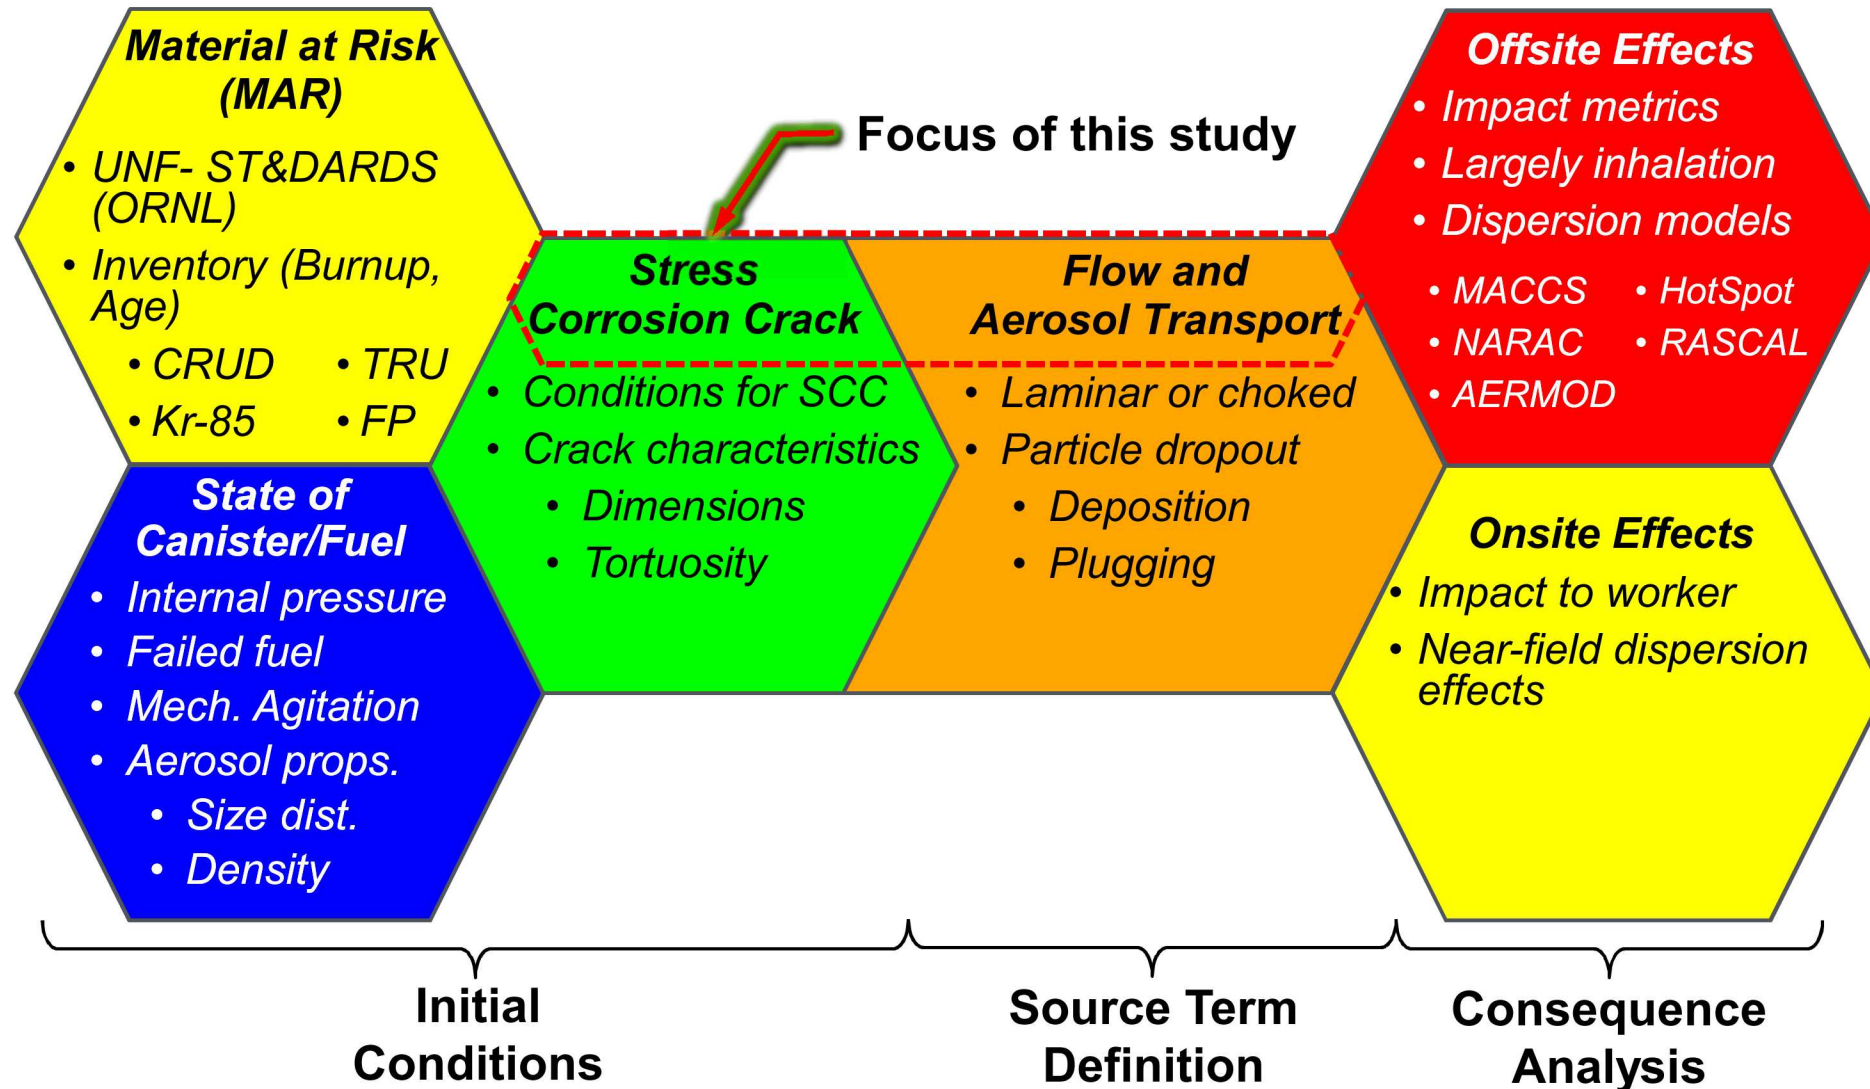 Material at Risk
(MAR)
• UNF- ST&DARDS
(ORNL)
• Inventory (Burnup,
Age)
• CRUD • TRU
• Kr-85 • FP
State of
Canister/Fuel
• Internal pressure
• Failed fuel
• Mech. Agitation
• Aerosol props.
• Size dist.
• Density
Focus of this study
Stress
Corrosion Crack
• Conditions for SCC
• Crack characteristics
• Dimensions
• Tortuosity
Flow and
Aerosol Transport
• Laminar or choked
• Particle dropout
• Deposition
• Plugging
Offsite Effects
• Impact metrics
• Largely inhalation
• Dispersion models
• MACCS • HotSpot
• NARAC • RASCAL
• AERMOD
Onsite Effects
• Impact to worker
• Near-field dispersion
effects
Initial
Conditions
Source Term
Definition
Consequence
Analysis